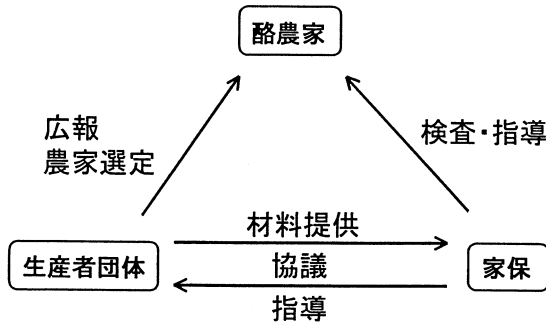 酪農家
広報
農家選定
検査・指導
材料提供
生産者団体
協議
家保
指導